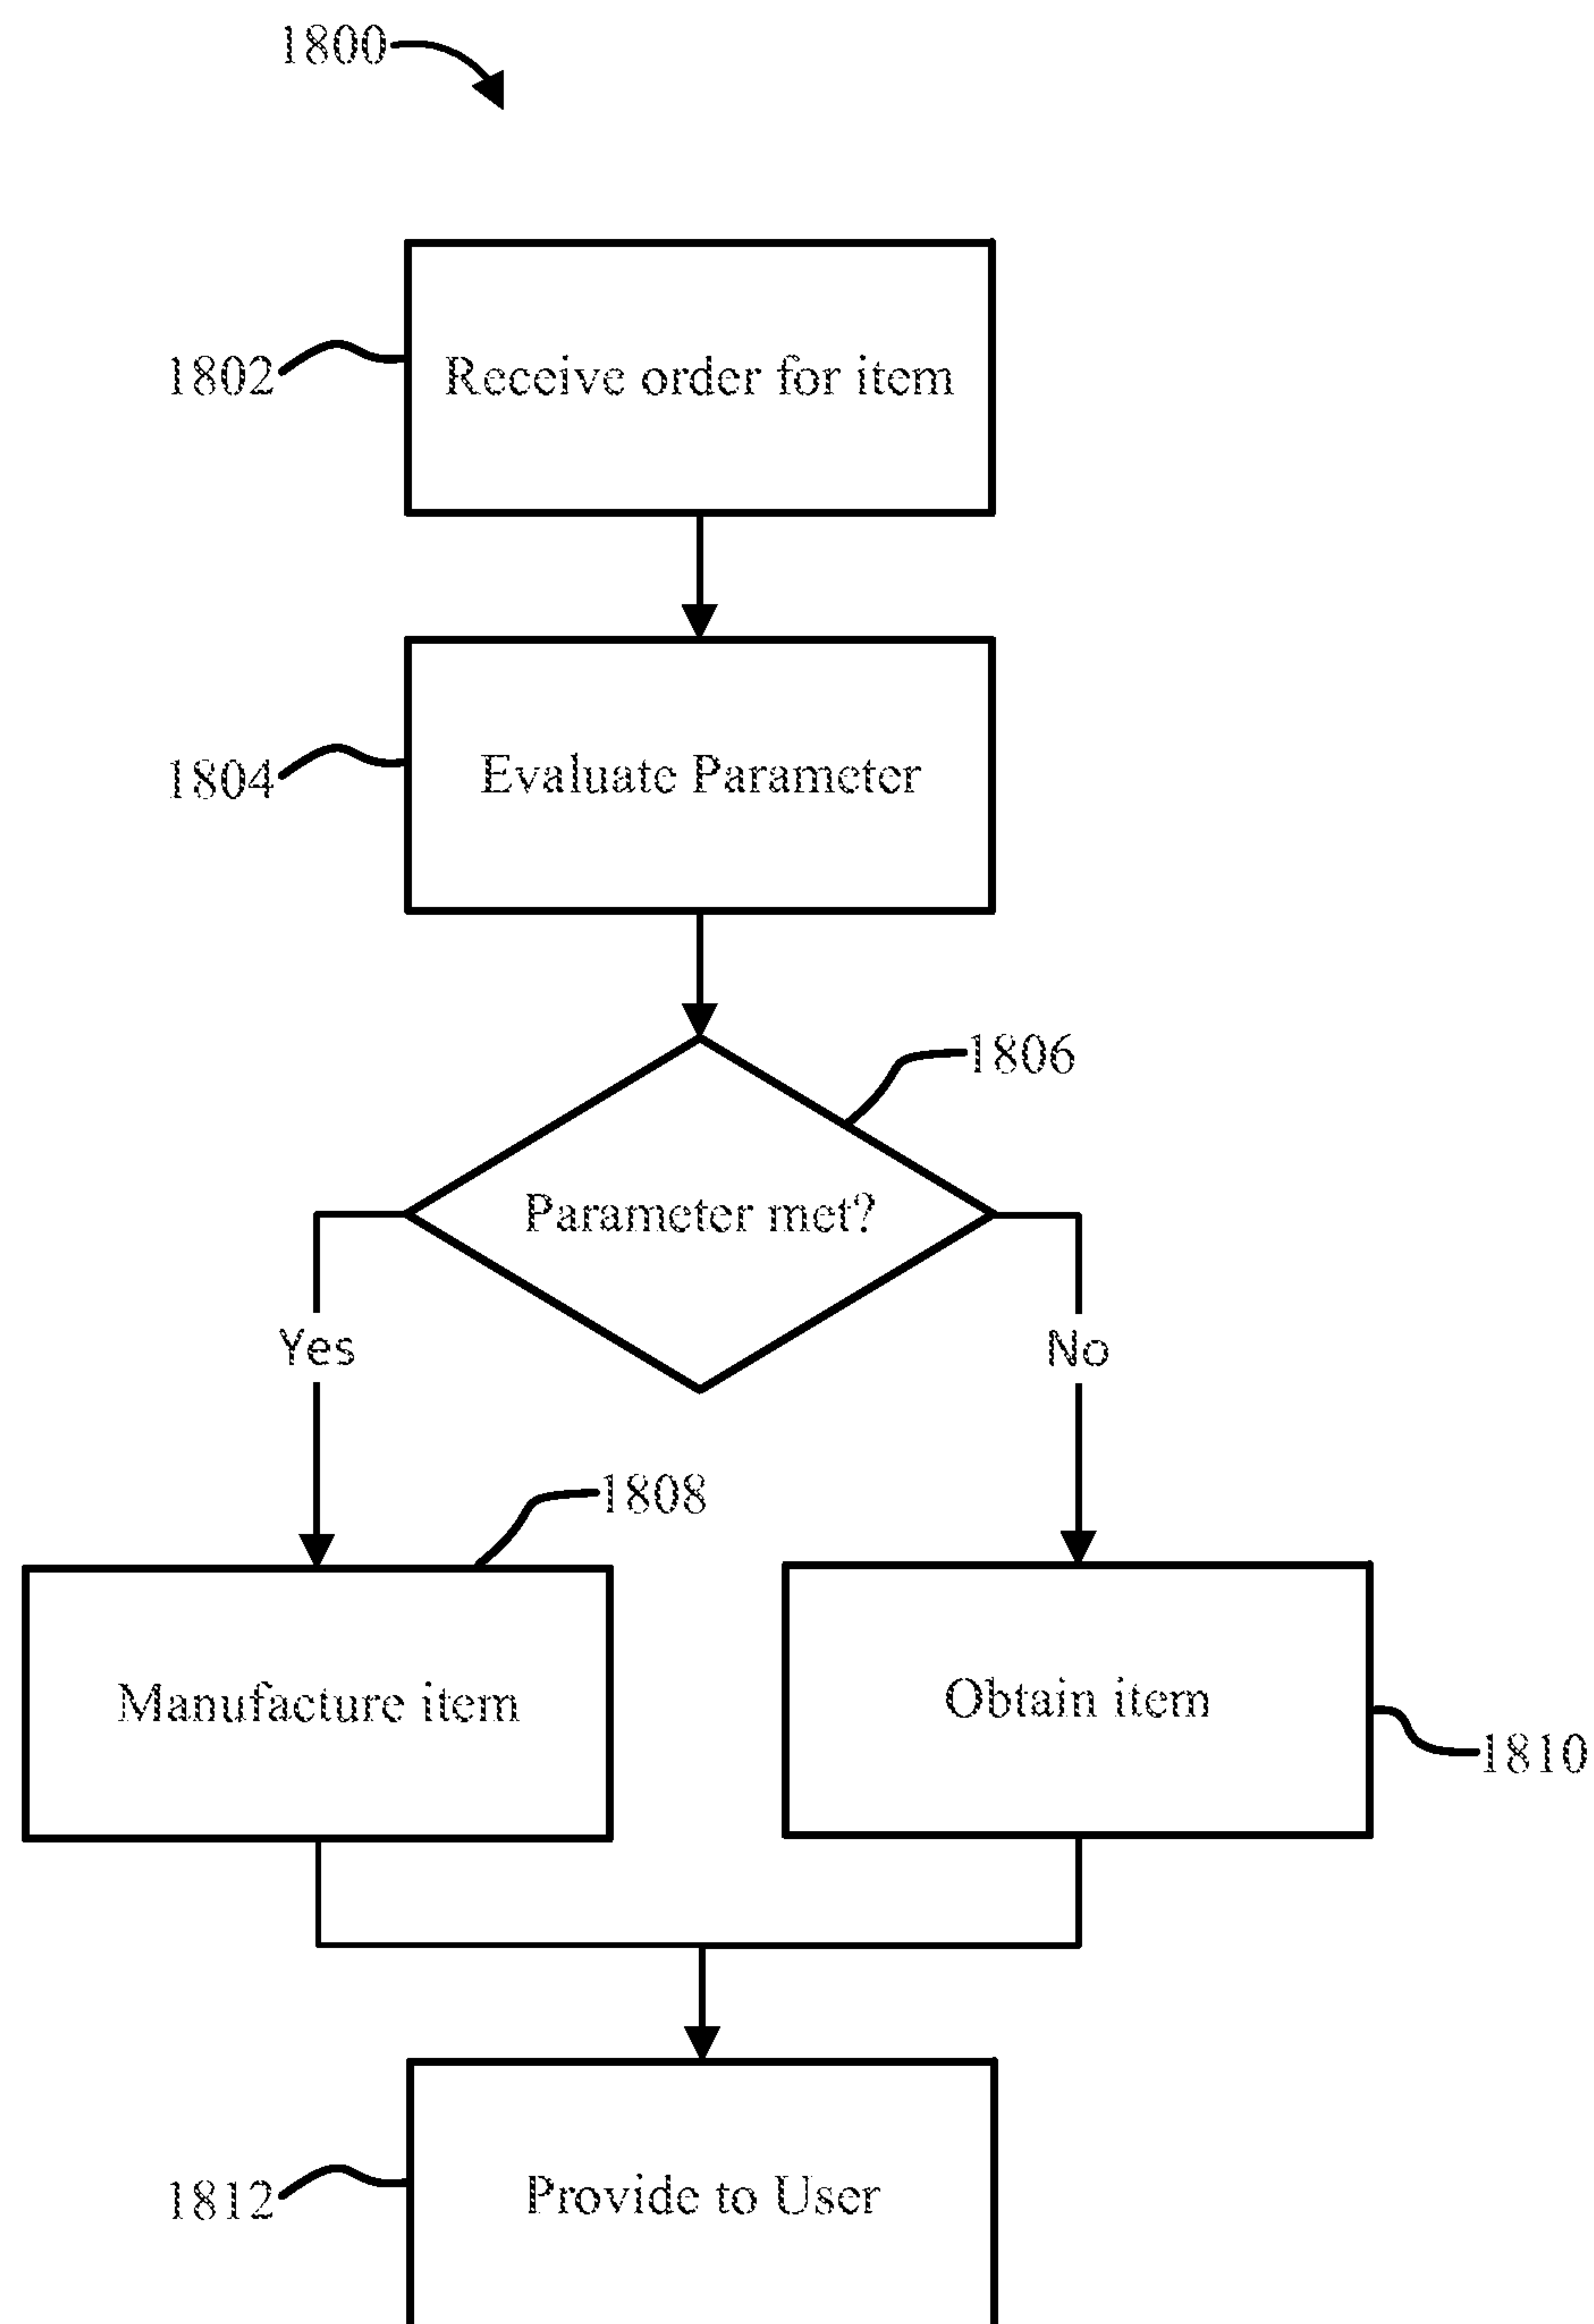 1800
1802
Receive order for item
1804
Evaluate Parameter
1806
Parameter met?
Yes
No
1808
Manufacture item
Obtain item
1810
1812
Provide to User